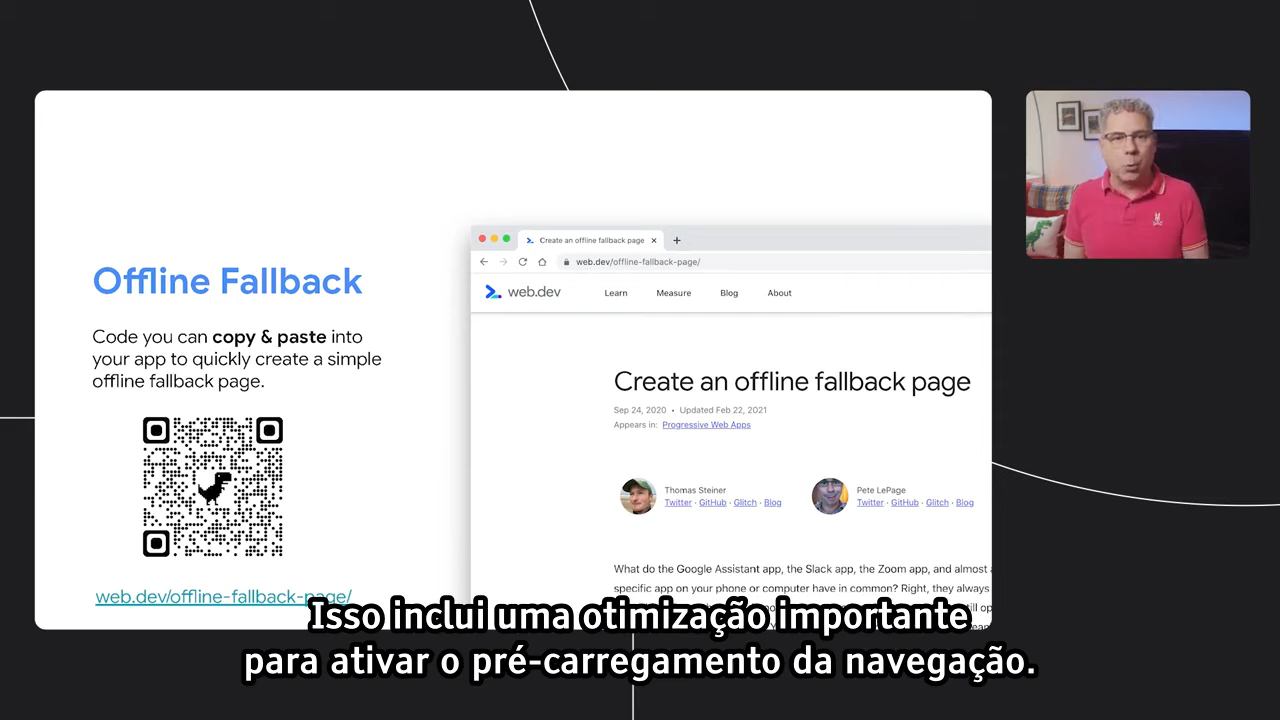 Offline Fallback
Code you can copy & paste into
your app to quickly create a simple
offline fallback page.
web.dev/offline-fallback-page/
Create an offline fallback page
web.dev/offline-fallback-page/
web.dev
Learn
Measure
Blog
About
Create an offline fallback page
Sep 24, 2020 • Updated Feb 22, 2021
Appears in: Progressive Web Apps
Thomas Steiner
Twitter · GitHub · Glitch · Blog
Pete LePage
Twitter · GitHub · Glitch · Blog
What do the Google Assistant app, the Slack app, the Zoom app, and almost
specific app on your phone or computer have in common? Right, they always
Isso inclui uma otimização importante
para ativar o pré-carregamento da navegação.